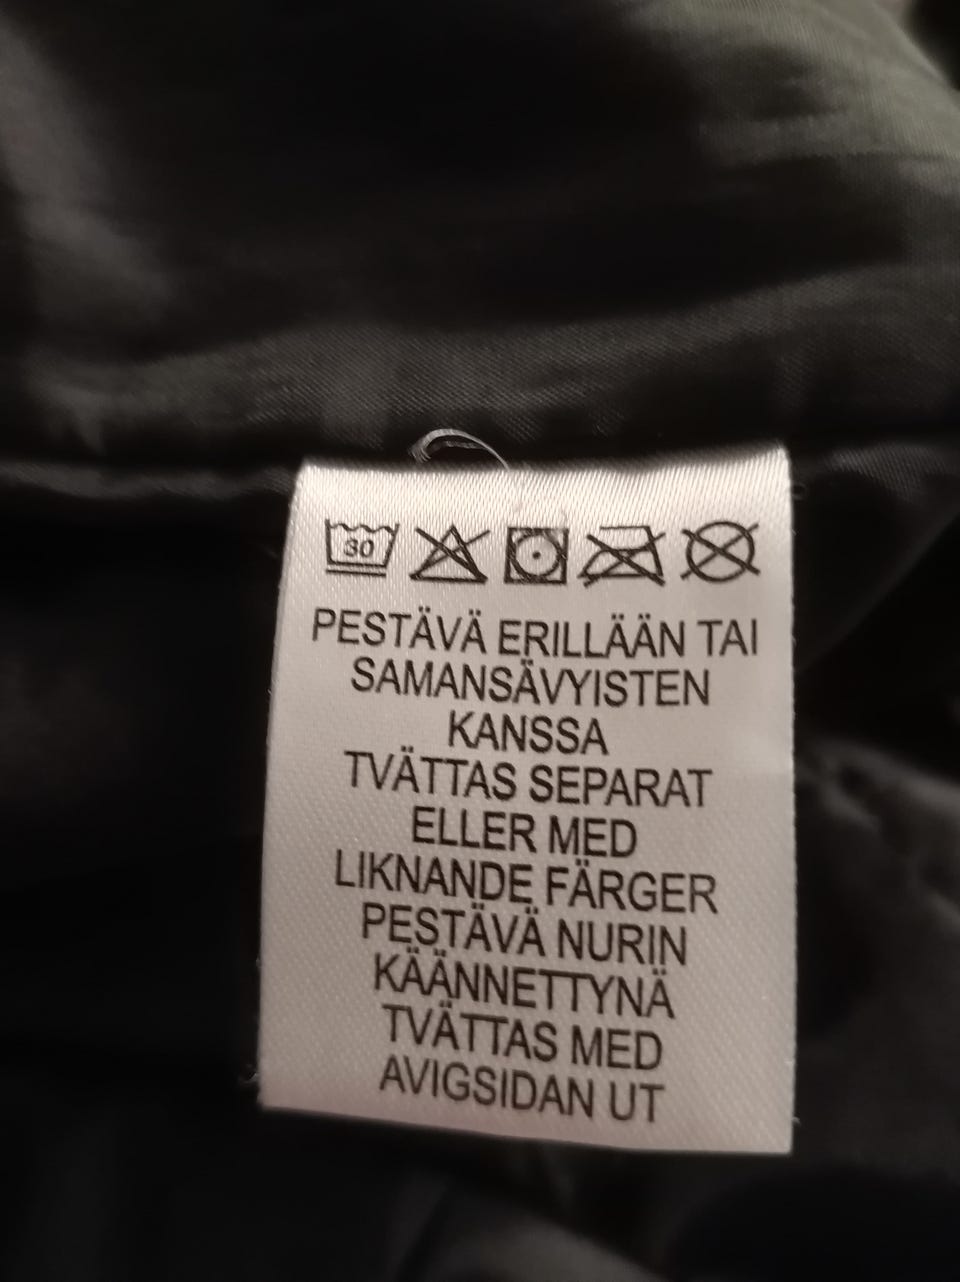 30
PESTÄVÄ ERILLÄÄN TAI
SAMANSÄVYISTEN
KANSSA
TVÄTTAS SEPARAT
ELLER MED
LIKNANDE FÄRGER
PESTÄVÄ NURIN
KÄÄNNETTYNÄ
TVÄTTAS MED
AVIGSIDAN UT